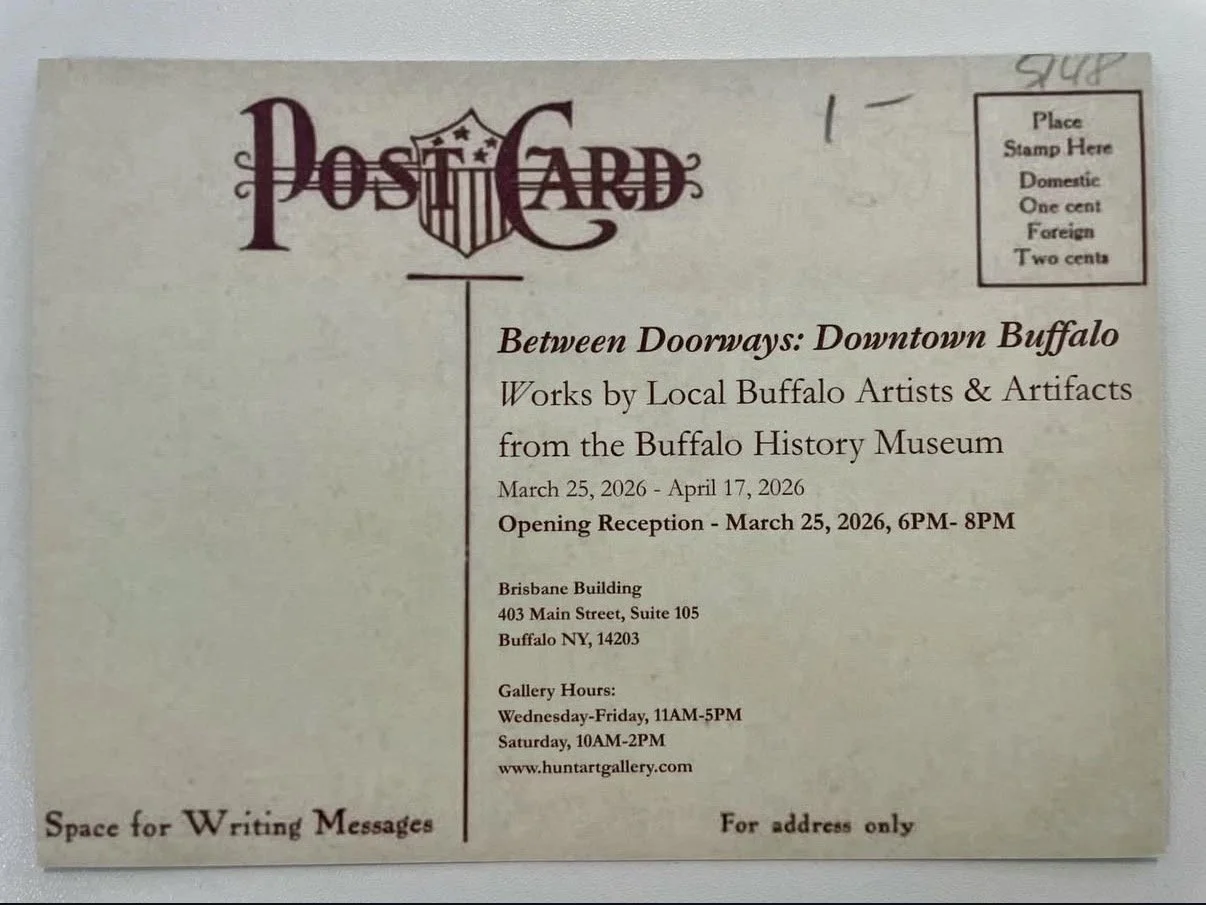 5148
1 -
POST CARD
Place
Stamp Here
Domestic
One cent
Foreign
Two cents
Between Doorways: Downtown Buffalo
Works by Local Buffalo Artists & Artifacts
from the Buffalo History Museum
March 25, 2026 - April 17, 2026
Opening Reception - March 25, 2026, 6PM- 8PM
Brisbane Building
403 Main Street, Suite 105
Buffalo NY, 14203
Gallery Hours:
Wednesday-Friday, 11AM-5PM
Saturday, 10AM-2PM
www.huntartgallery.com
Space for Writing Messages
For address only